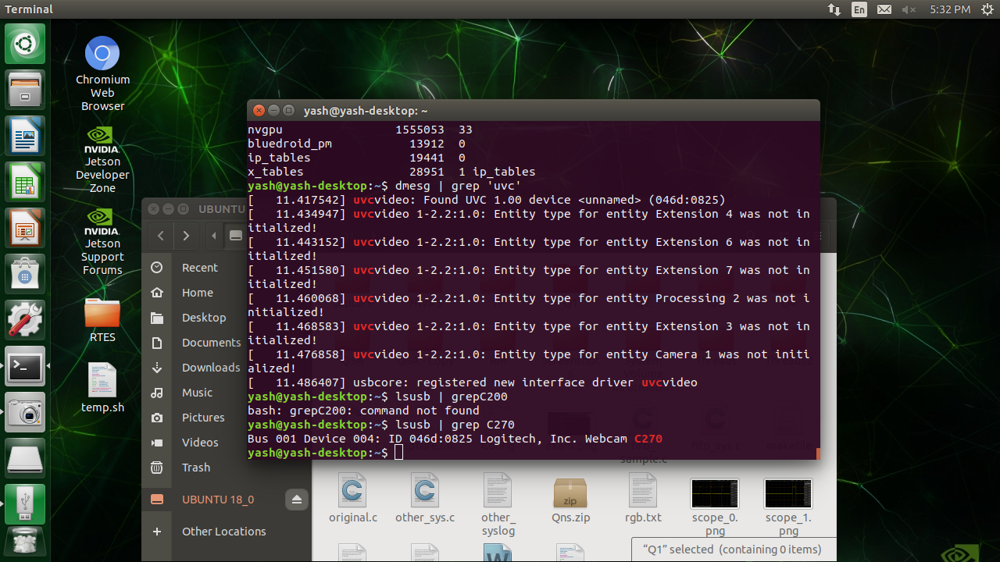 Terminal
En
5:32 PM
Chromium
Web
Browser
NVIDIA.
Jetson
Developer
Zone
NVIDIA.
Jetson
Support
Forums
RTES
temp.sh
yash@yash-desktop: ~
nvgpu 1555053 33
bluedroid_pm 13912 0
ip_tables 19441 0
x_tables 28951 1 ip_tables
yash@yash-desktop:~$ dmesg | grep 'uvc'
[ 11.417542] uvcvideo: Found UVC 1.00 device <unnamed> (046d:0825)
[ 11.434947] uvcvideo 1-2.2:1.0: Entity type for entity Extension 4 was not in
itialized!
[ 11.443152] uvcvideo 1-2.2:1.0: Entity type for entity Extension 6 was not in
itialized!
[ 11.451580] uvcvideo 1-2.2:1.0: Entity type for entity Extension 7 was not in
itialized!
[ 11.460068] uvcvideo 1-2.2:1.0: Entity type for entity Processing 2 was not i
nitialized!
[ 11.468583] uvcvideo 1-2.2:1.0: Entity type for entity Extension 3 was not in
itialized!
[ 11.476858] uvcvideo 1-2.2:1.0: Entity type for entity Camera 1 was not initi
alized!
[ 11.486407] usbcore: registered new interface driver uvcvideo
yash@yash-desktop:~$ lsusb | grepC200
bash: grepC200: command not found
yash@yash-desktop:~$ lsusb | grep C270
Bus 001 Device 004: ID 046d:0825 Logitech, Inc. Webcam C270
yash@yash-desktop:~$
UBUNTU
Recent
Home
Desktop
Documents
Downloads
Music
Pictures
Videos
Trash
UBUNTU 18_0
Other Locations
sample.c
original.c
other_sys.c
other_
syslog
zip
Qns.zip
rgb.txt
scope_0.
png
scope_1.
png
“Q1” selected (containing 0 items)